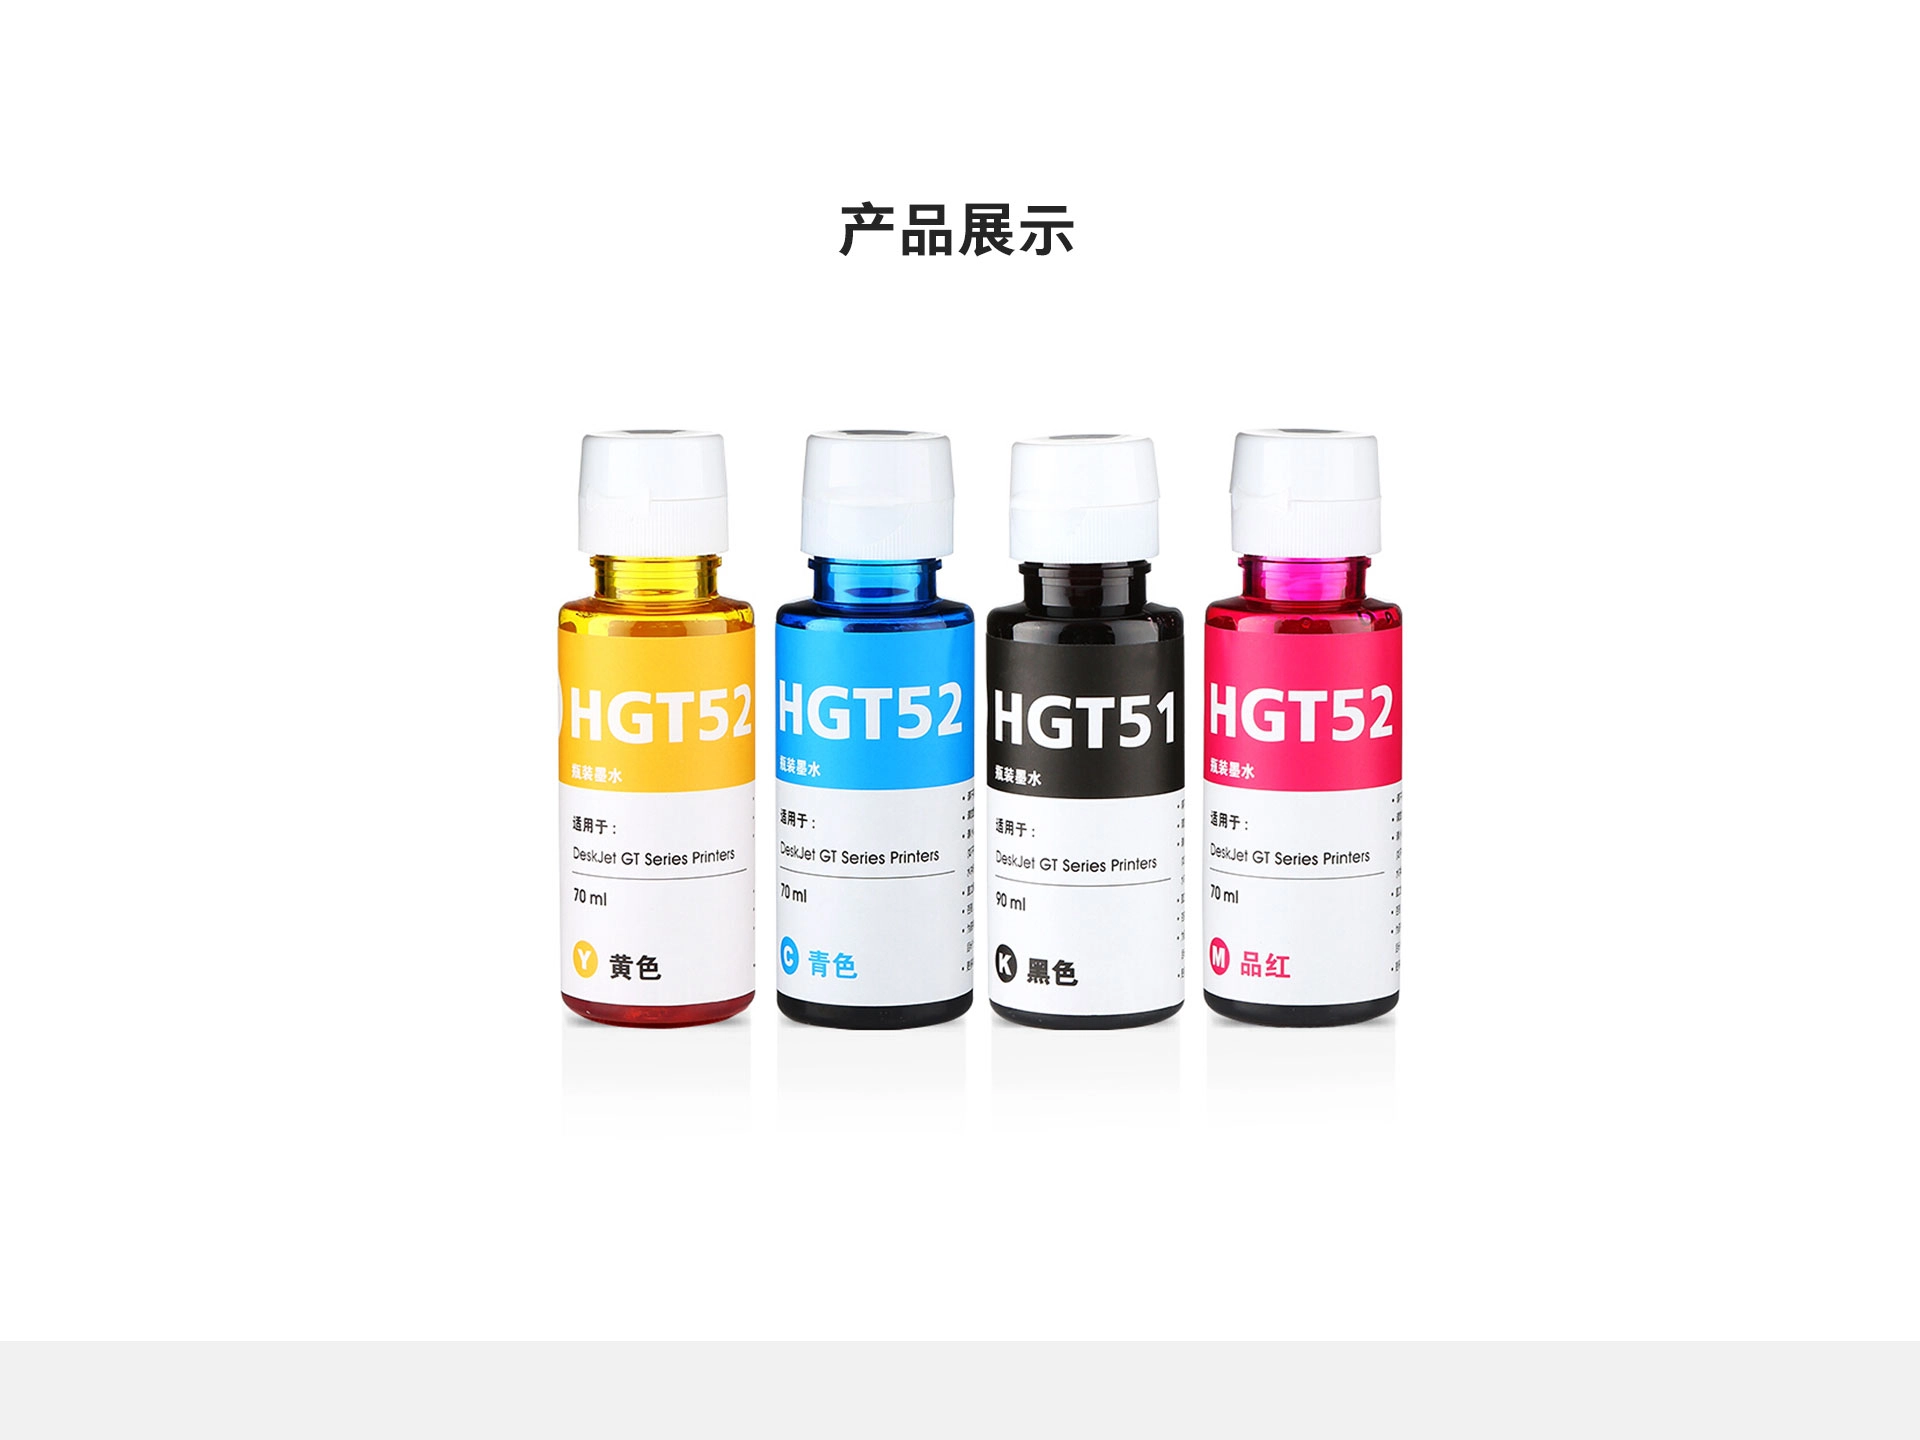 产品展示
HGT52
瓶装墨水
适用于：
DeskJet GT Series Printers
70 ml
Y 黄色
HGT52
瓶装墨水
适用于：
DeskJet GT Series Printers
70 ml
C 青色
HGT51
瓶装墨水
适用于：
DeskJet GT Series Printers
90 ml
K 黑色
HGT52
瓶装墨水
适用于：
DeskJet GT Series Printers
70 ml
M 品红